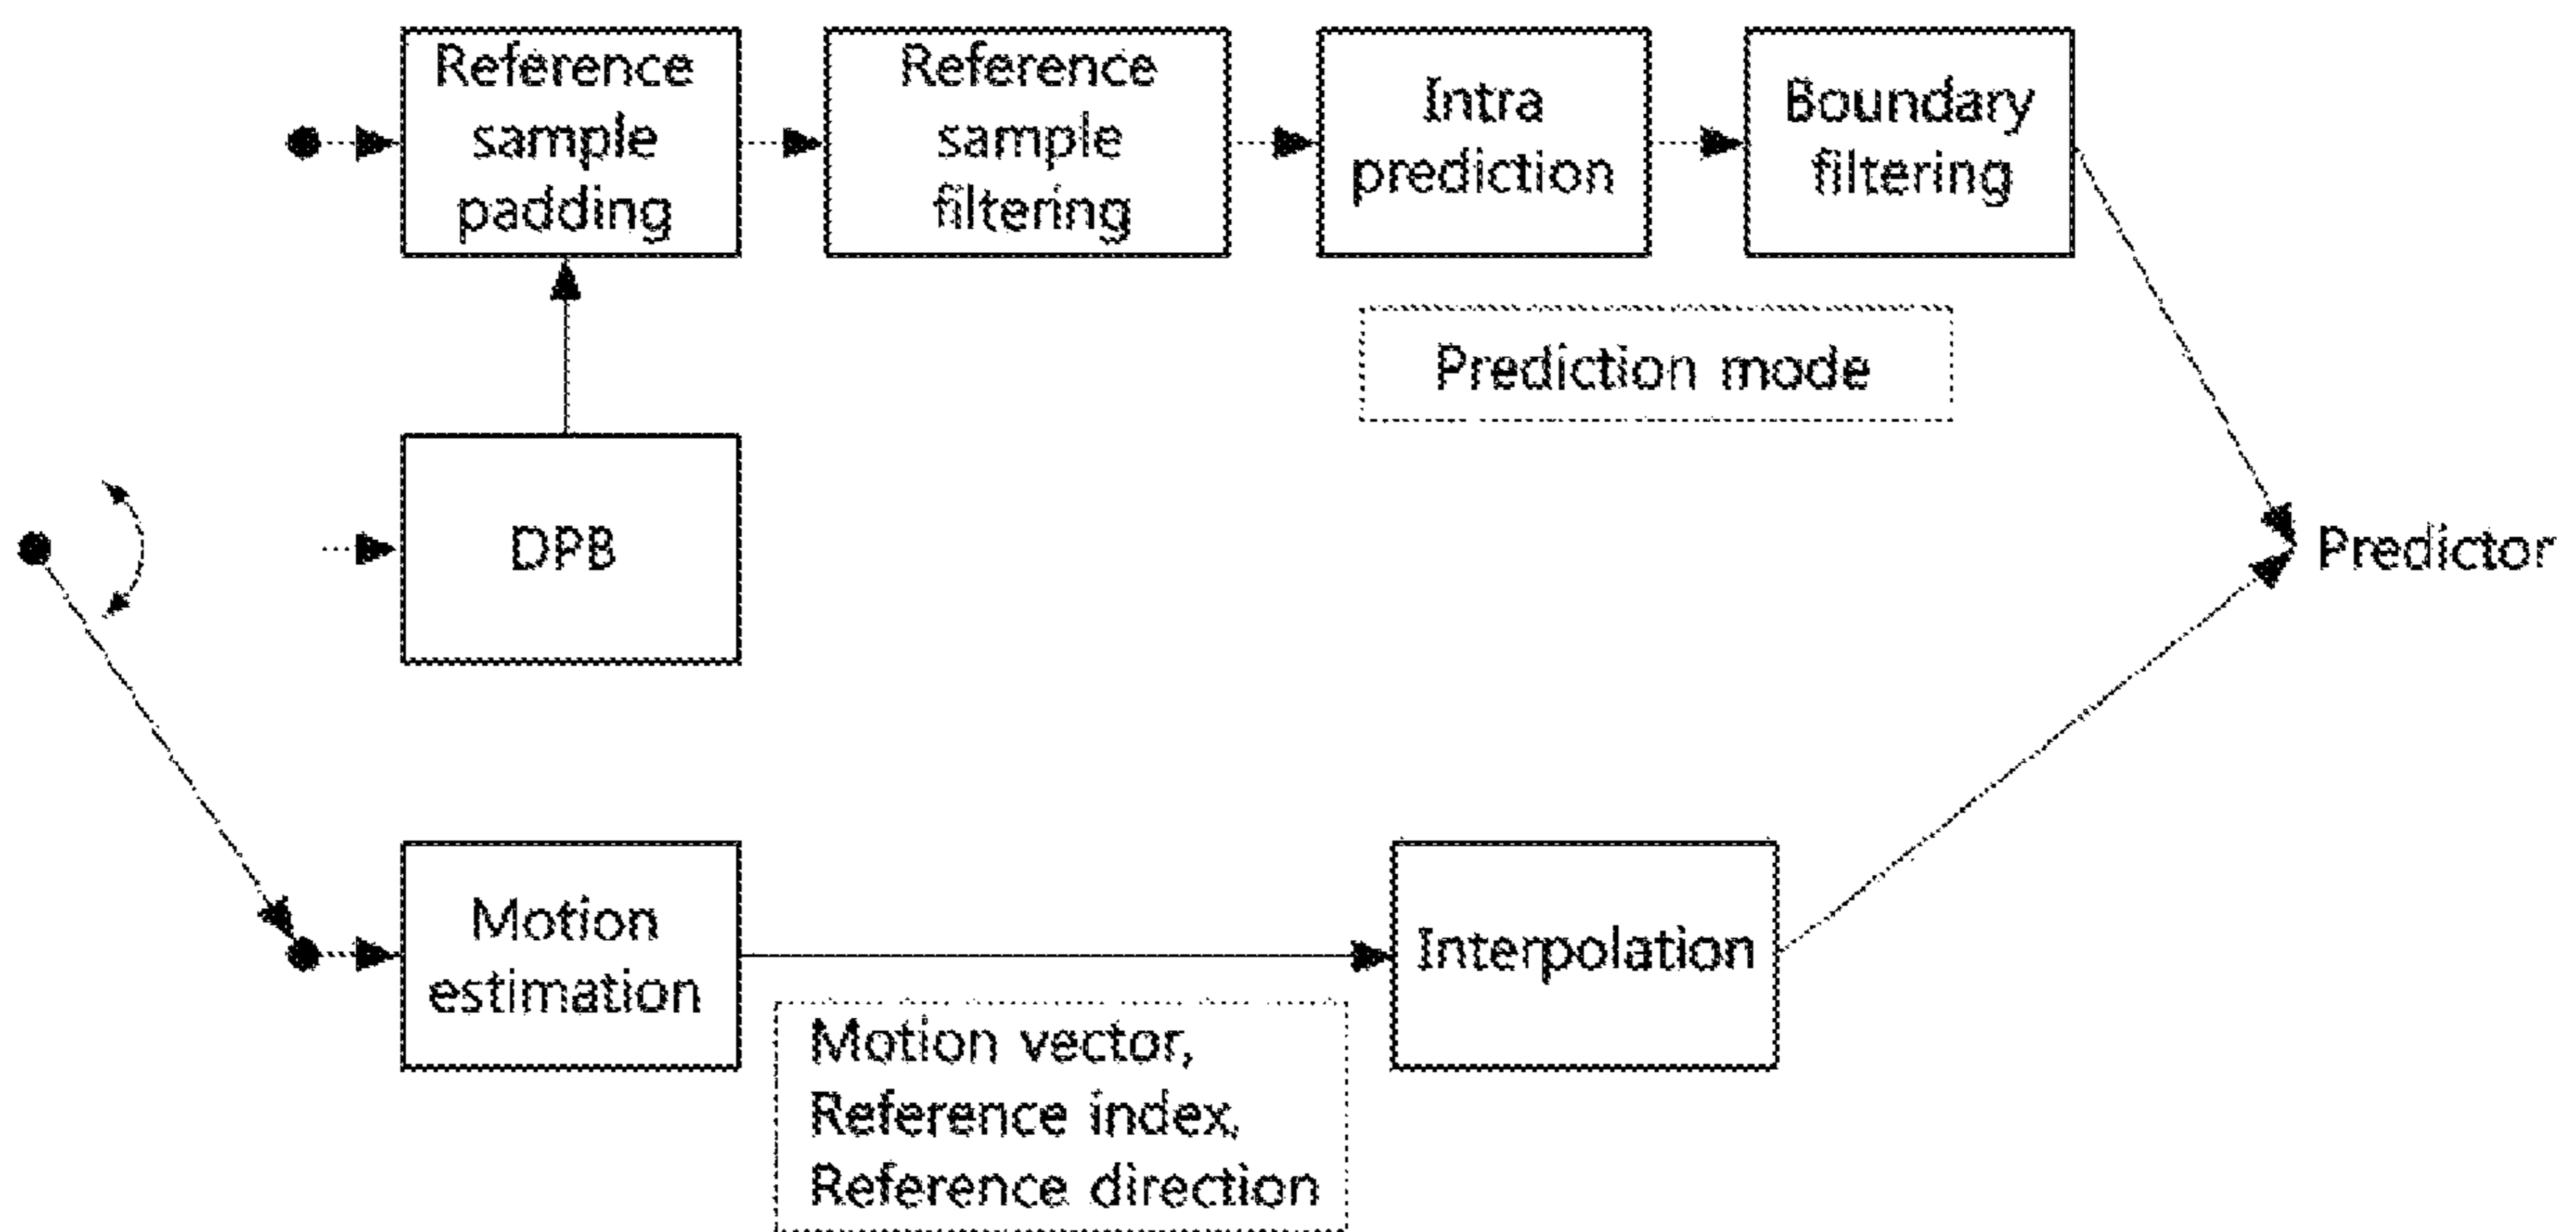 Reference
sample
padding
Reference
sample
filtering
Intra
prediction
Boundary
filtering
Prediction mode
DPB
Predictor
Motion
estimation
Interpolation
Motion vector,
Reference index,
Reference direction